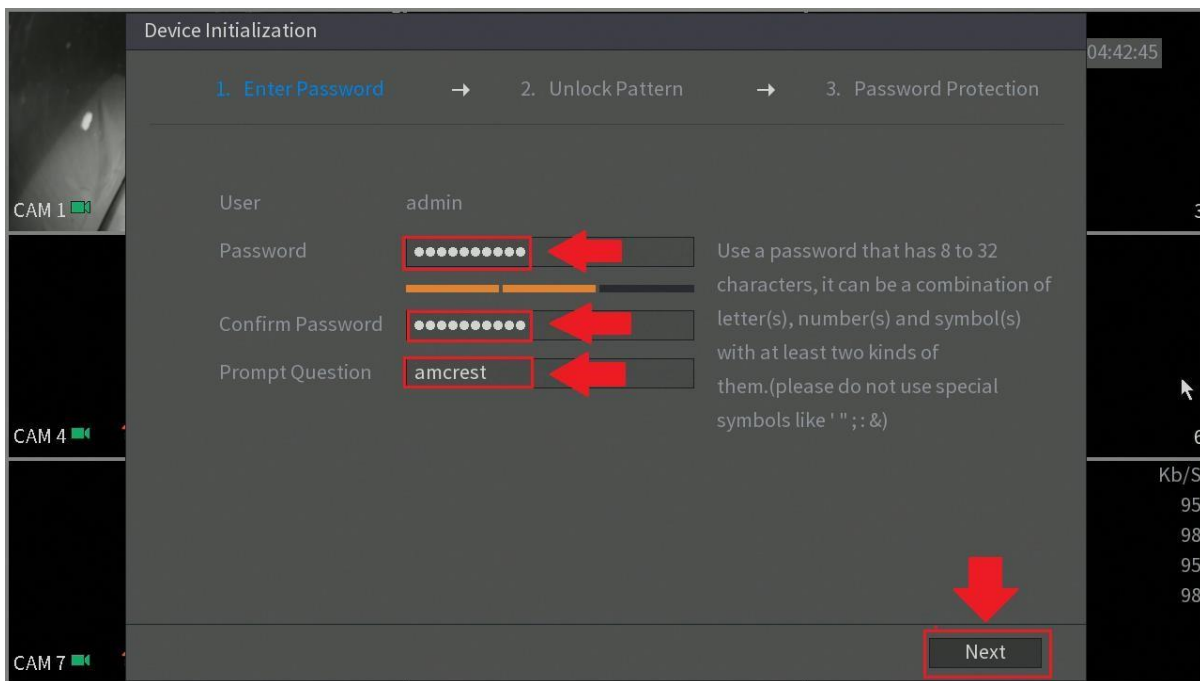 Device Initialization
04:42:45
1. Enter Password → 2. Unlock Pattern → 3. Password Protection
User admin
CAM 1
Password ●●●●●●●●●●
Use a password that has 8 to 32
characters, it can be a combination of
letter(s), number(s) and symbol(s)
with at least two kinds of
them.(please do not use special
symbols like ' " ; : &)
Confirm Password ●●●●●●●●●●
Prompt Question amcrest
CAM 4
6
Kb/S
95
98
95
98
Next
CAM 7